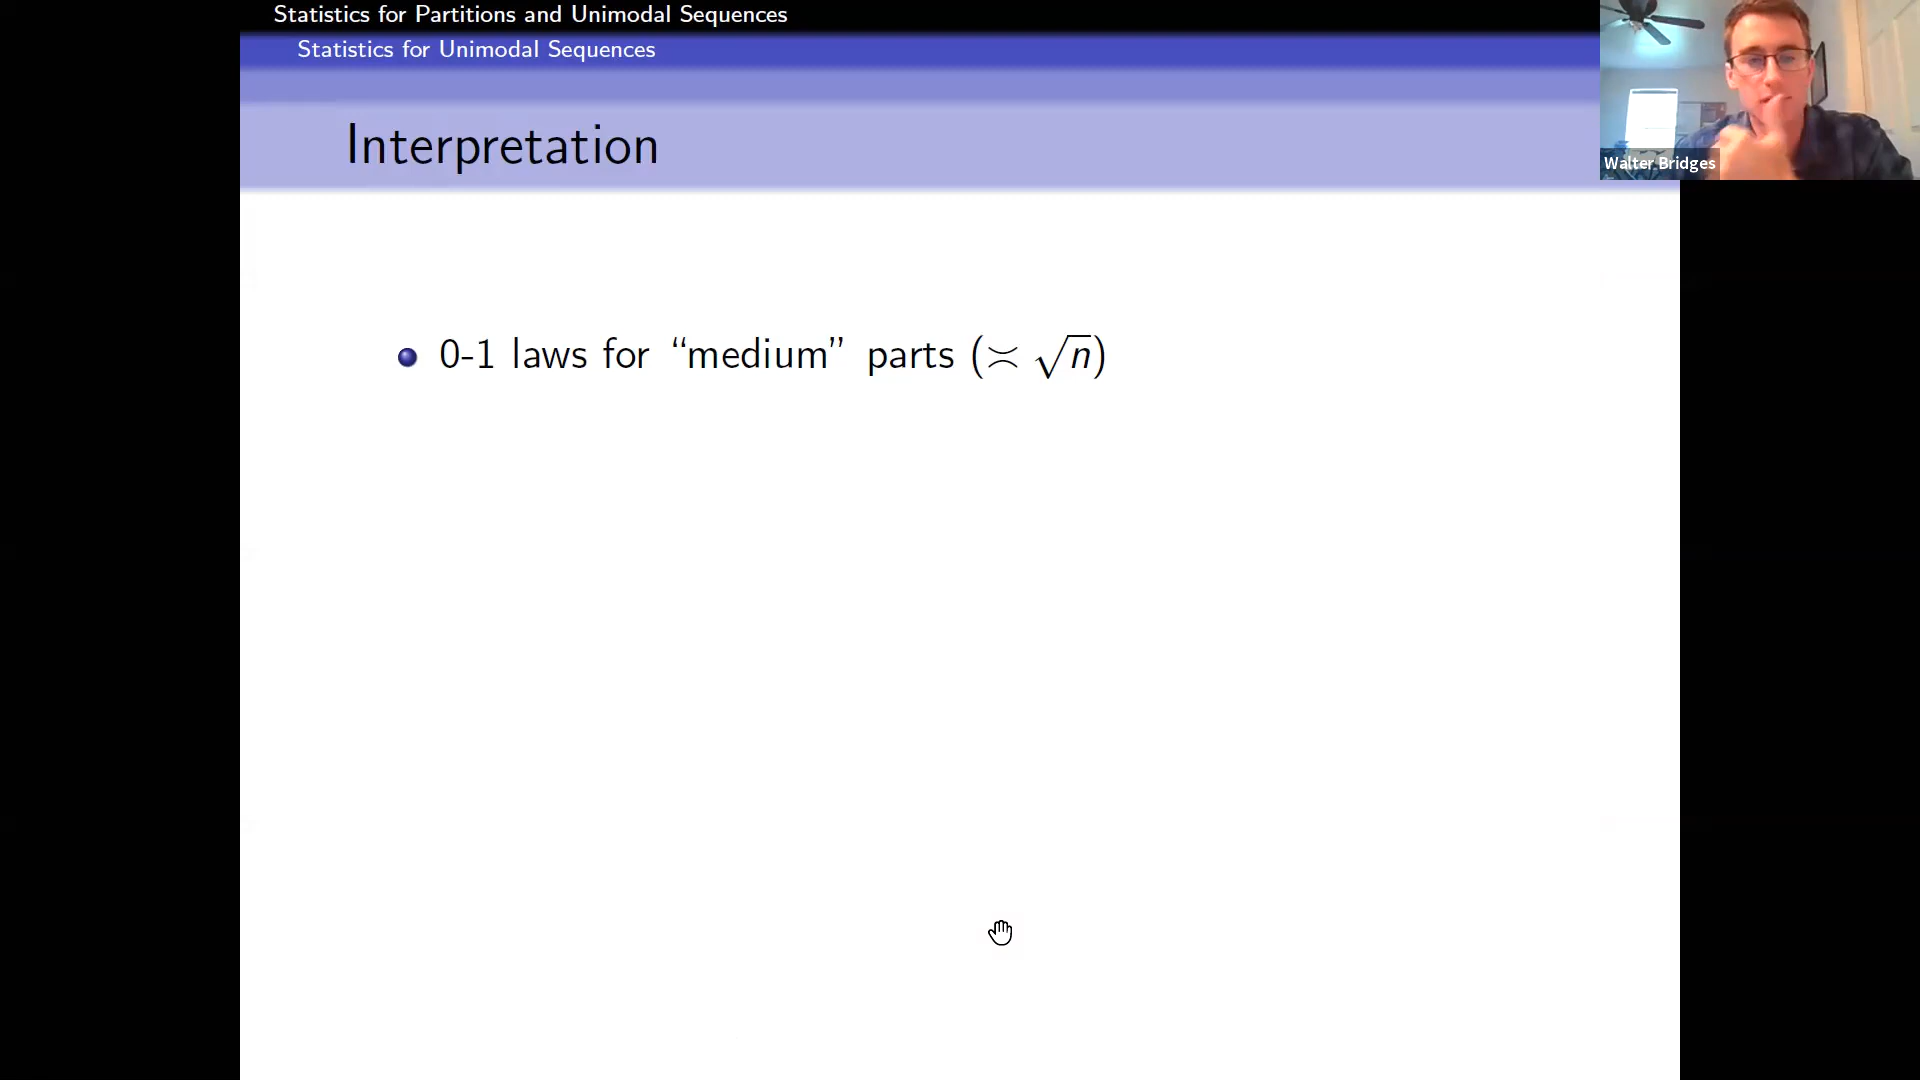 Statistics for Partitions and Unimodal Sequences
Statistics for Unimodal Sequences
Interpretation
Walter Bridges
0-1 laws for “medium” parts (≍ √n)